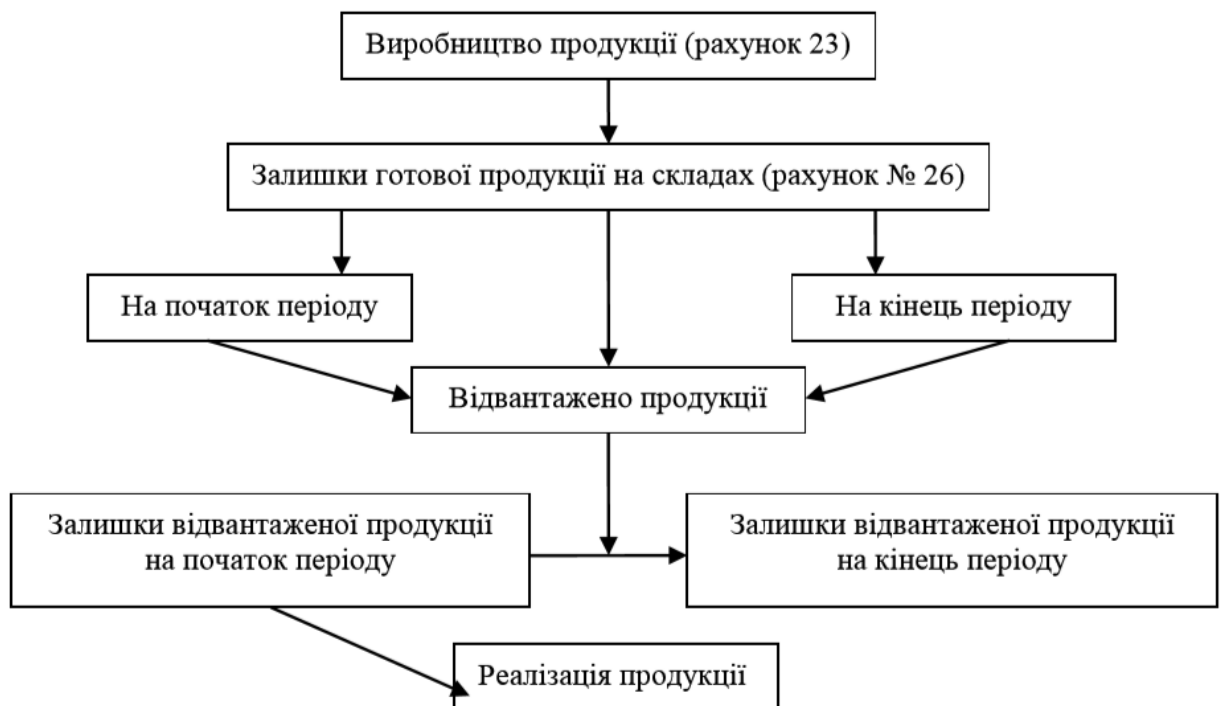 Виробництво продукції (рахунок 23)
Залишки готової продукції на складах (рахунок № 26)
На початок періоду
На кінець періоду
Відвантажено продукції
Залишки відвантаженої продукції
на початок періоду
Залишки відвантаженої продукції
на кінець періоду
Реалізація продукції